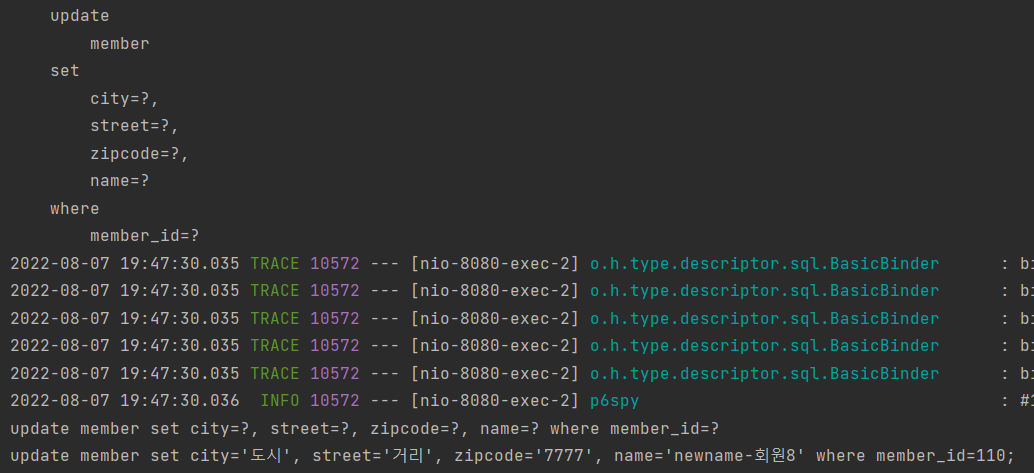 update
member
set
city=?,
street=?,
zipcode=?,
name=?
where
member_id=?
2022-08-07 19:47:30.035 TRACE 10572 --- [nio-8080-exec-2] o.h.type.descriptor.sql.BasicBinder : bi
2022-08-07 19:47:30.035 TRACE 10572 --- [nio-8080-exec-2] o.h.type.descriptor.sql.BasicBinder : bi
2022-08-07 19:47:30.035 TRACE 10572 --- [nio-8080-exec-2] o.h.type.descriptor.sql.BasicBinder : bi
2022-08-07 19:47:30.035 TRACE 10572 --- [nio-8080-exec-2] o.h.type.descriptor.sql.BasicBinder : bi
2022-08-07 19:47:30.035 TRACE 10572 --- [nio-8080-exec-2] o.h.type.descriptor.sql.BasicBinder : bi
2022-08-07 19:47:30.036 INFO 10572 --- [nio-8080-exec-2] p6spy : #1
update member set city=?, street=?, zipcode=?, name=? where member_id=?
update member set city='도시', street='거리', zipcode='7777', name='newname-회원8' where member_id=110;